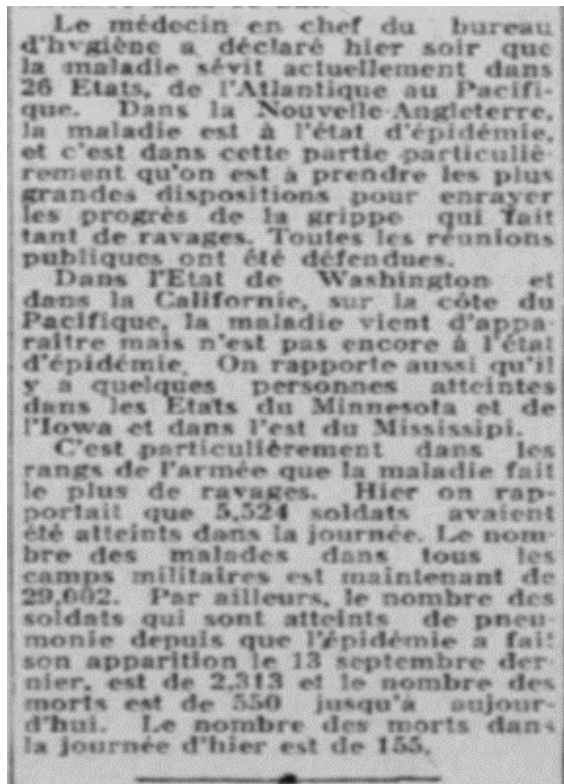 Le médecin en chef du bureau
d'hygiène a déclaré hier soir que
la maladie sévit actuellement dans
26 Etats, de l'Atlantique au Pacifi-
que. Dans la Nouvelle-Angleterre,
la maladie est à l'état d'épidémie,
et c'est dans cette partie particuliè-
rement qu'on est à prendre les plus
grandes dispositions pour enrayer
les progrès de la grippe qui fait
tant de ravages. Toutes les réunions
publiques ont été défendues.
Dans l'Etat de Washington et
dans la Californie, sur la côte du
Pacifique, la maladie vient d'appa-
raître mais n'est pas encore à l'état
d'épidémie. On rapporte aussi qu'il
y a quelques personnes atteintes
dans les Etats du Minnesota et de
l'Iowa et dans l'est du Mississipi.
C'est particulièrement dans les
rangs de l'armée que la maladie fait
le plus de ravages. Hier on rap-
portait que 5,524 soldats avaient
été atteints dans la journée. Le nom-
bre des malades dans tous les
camps militaires est maintenant de
29,002. Par ailleurs, le nombre des
soldats qui sont atteints de pneu-
monie depuis que l'épidémie a fait
son apparition le 13 septembre der-
nier, est de 2,313 et le nombre des
morts est de 550 jusqu'à aujour-
d'hui. Le nombre des morts dans
la journée d'hier est de 155.